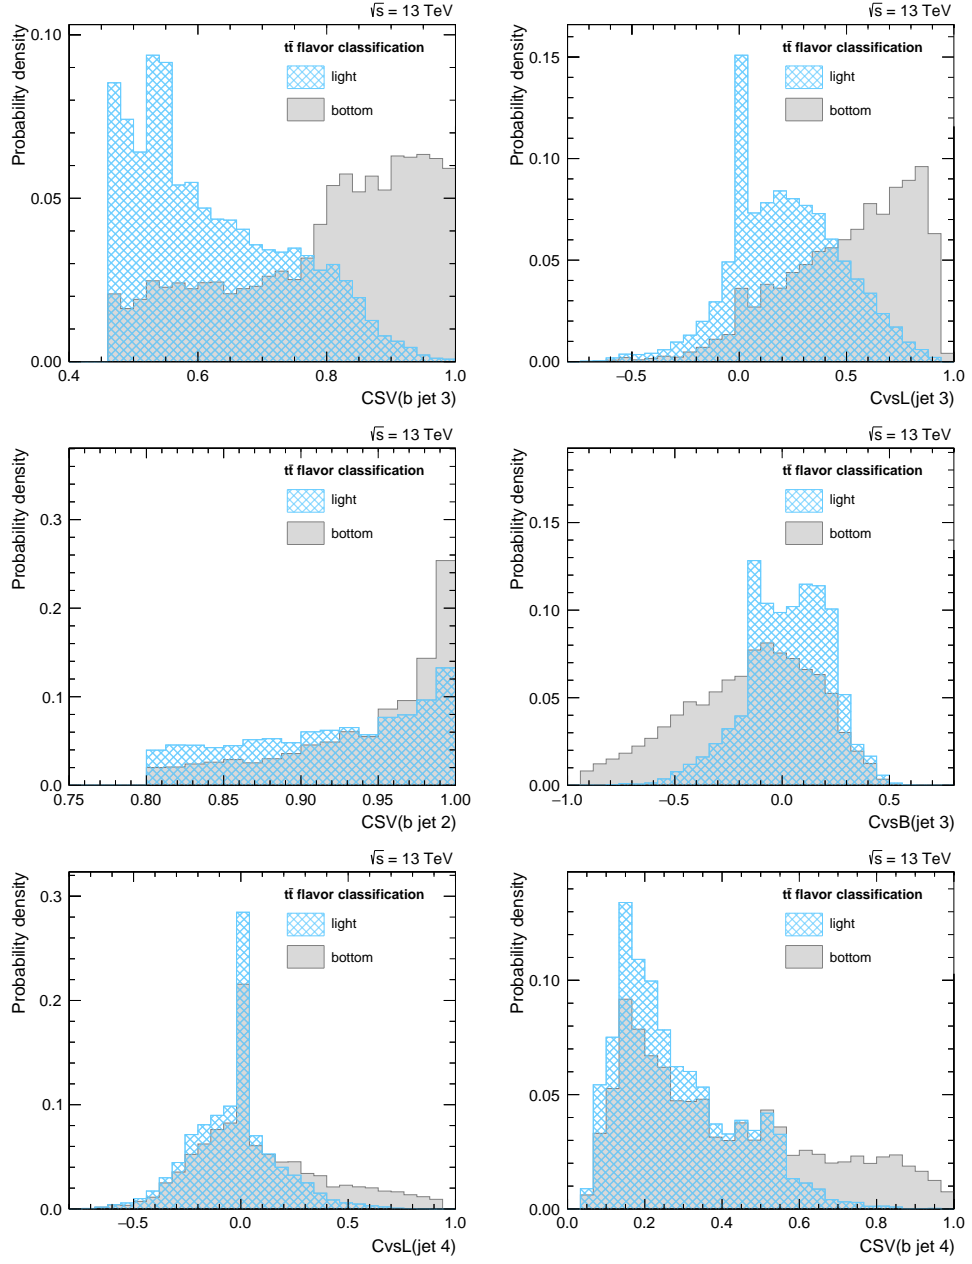 √s = 13 TeV
Probability density
0.10
tt̄ flavor classification
light
bottom
0.05
0.00
0.4 0.6 0.8 1.0
CSV(b jet 3)
√s = 13 TeV
Probability density
0.15
tt̄ flavor classification
light
bottom
0.10
0.05
0.00
−0.5 0.0 0.5 1.0
CvsL(jet 3)
√s = 13 TeV
Probability density
tt̄ flavor classification
0.3
light
bottom
0.2
0.1
0.0
0.75 0.80 0.85 0.90 0.95 1.00
CSV(b jet 2)
√s = 13 TeV
Probability density
tt̄ flavor classification
0.15
light
bottom
0.10
0.05
0.00
−1.0 −0.5 0.0 0.5
CvsB(jet 3)
√s = 13 TeV
Probability density
0.3
tt̄ flavor classification
light
bottom
0.2
0.1
0.0
−0.5 0.0 0.5 1.0
CvsL(jet 4)
√s = 13 TeV
Probability density
tt̄ flavor classification
light
bottom
0.10
0.05
0.00
0.0 0.2 0.4 0.6 0.8 1.0
CSV(b jet 4)